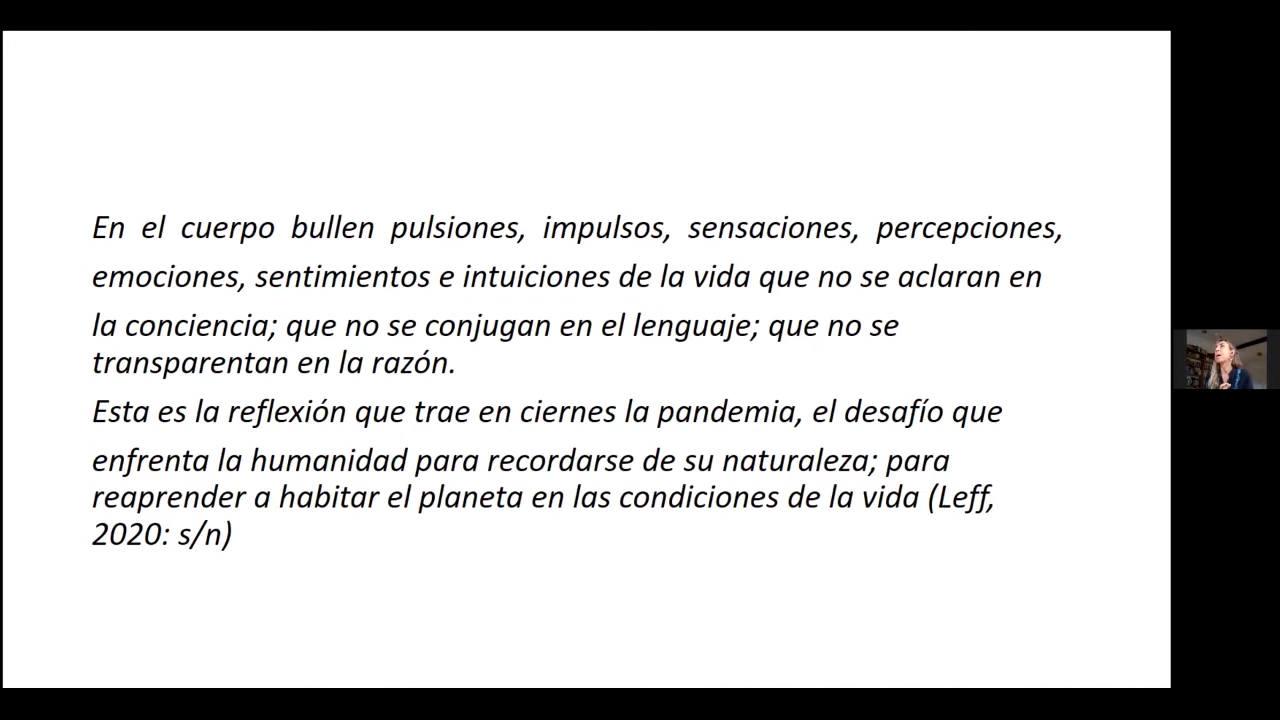 En el cuerpo bullen pulsiones, impulsos, sensaciones, percepciones,
emociones, sentimientos e intuiciones de la vida que no se aclaran en
la conciencia; que no se conjugan en el lenguaje; que no se
transparentan en la razón.
Esta es la reflexión que trae en ciernes la pandemia, el desafío que
enfrenta la humanidad para recordarse de su naturaleza; para
reaprender a habitar el planeta en las condiciones de la vida (Leff,
2020: s/n)